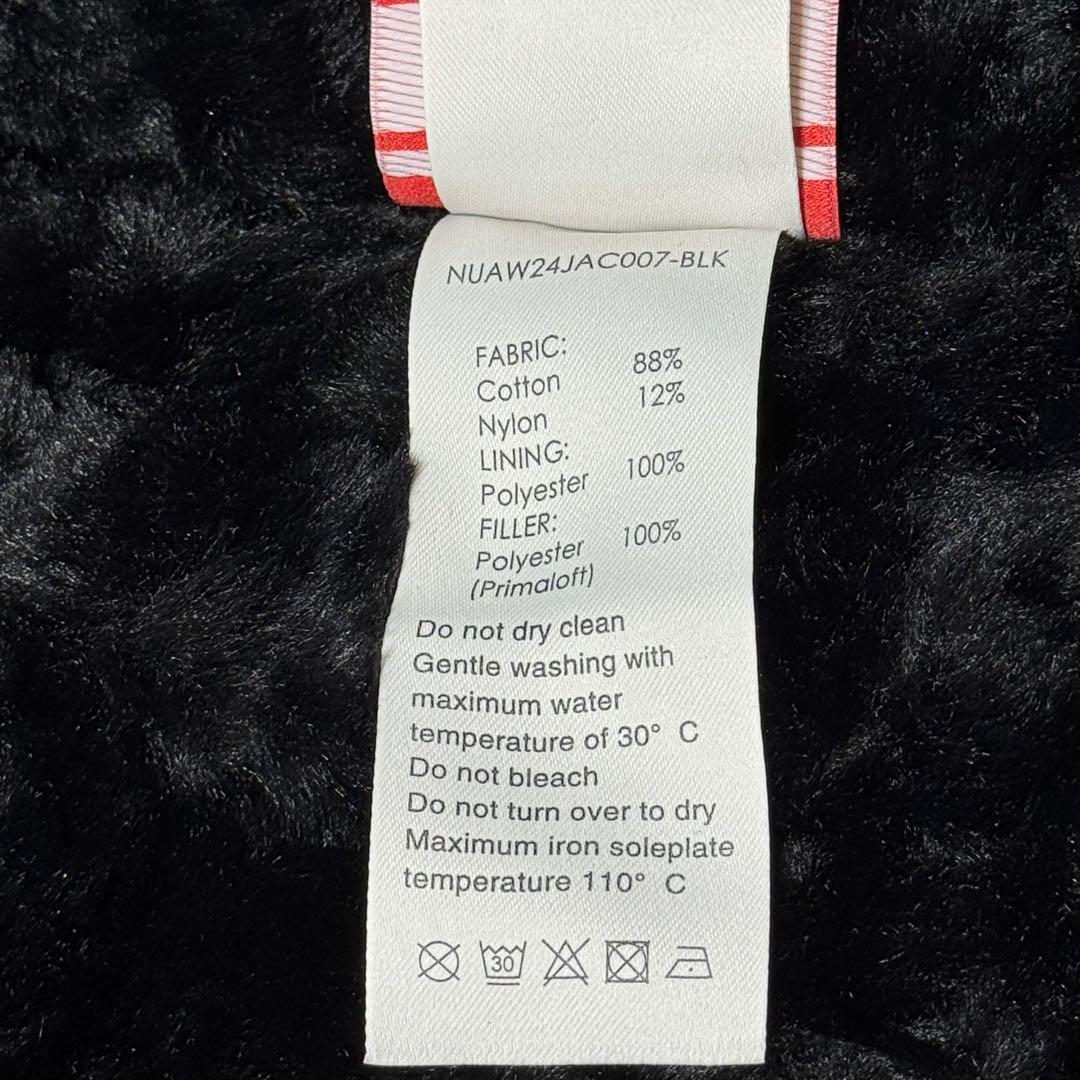 NUAW24JAC007-BLK
FABRIC:
Cotton 88%
Nylon 12%
LINING:
Polyester 100%
FILLER:
Polyester 100%
(Primaloft)
Do not dry clean
Gentle washing with
maximum water
temperature of 30° C
Do not bleach
Do not turn over to dry
Maximum iron soleplate
temperature 110° C
30